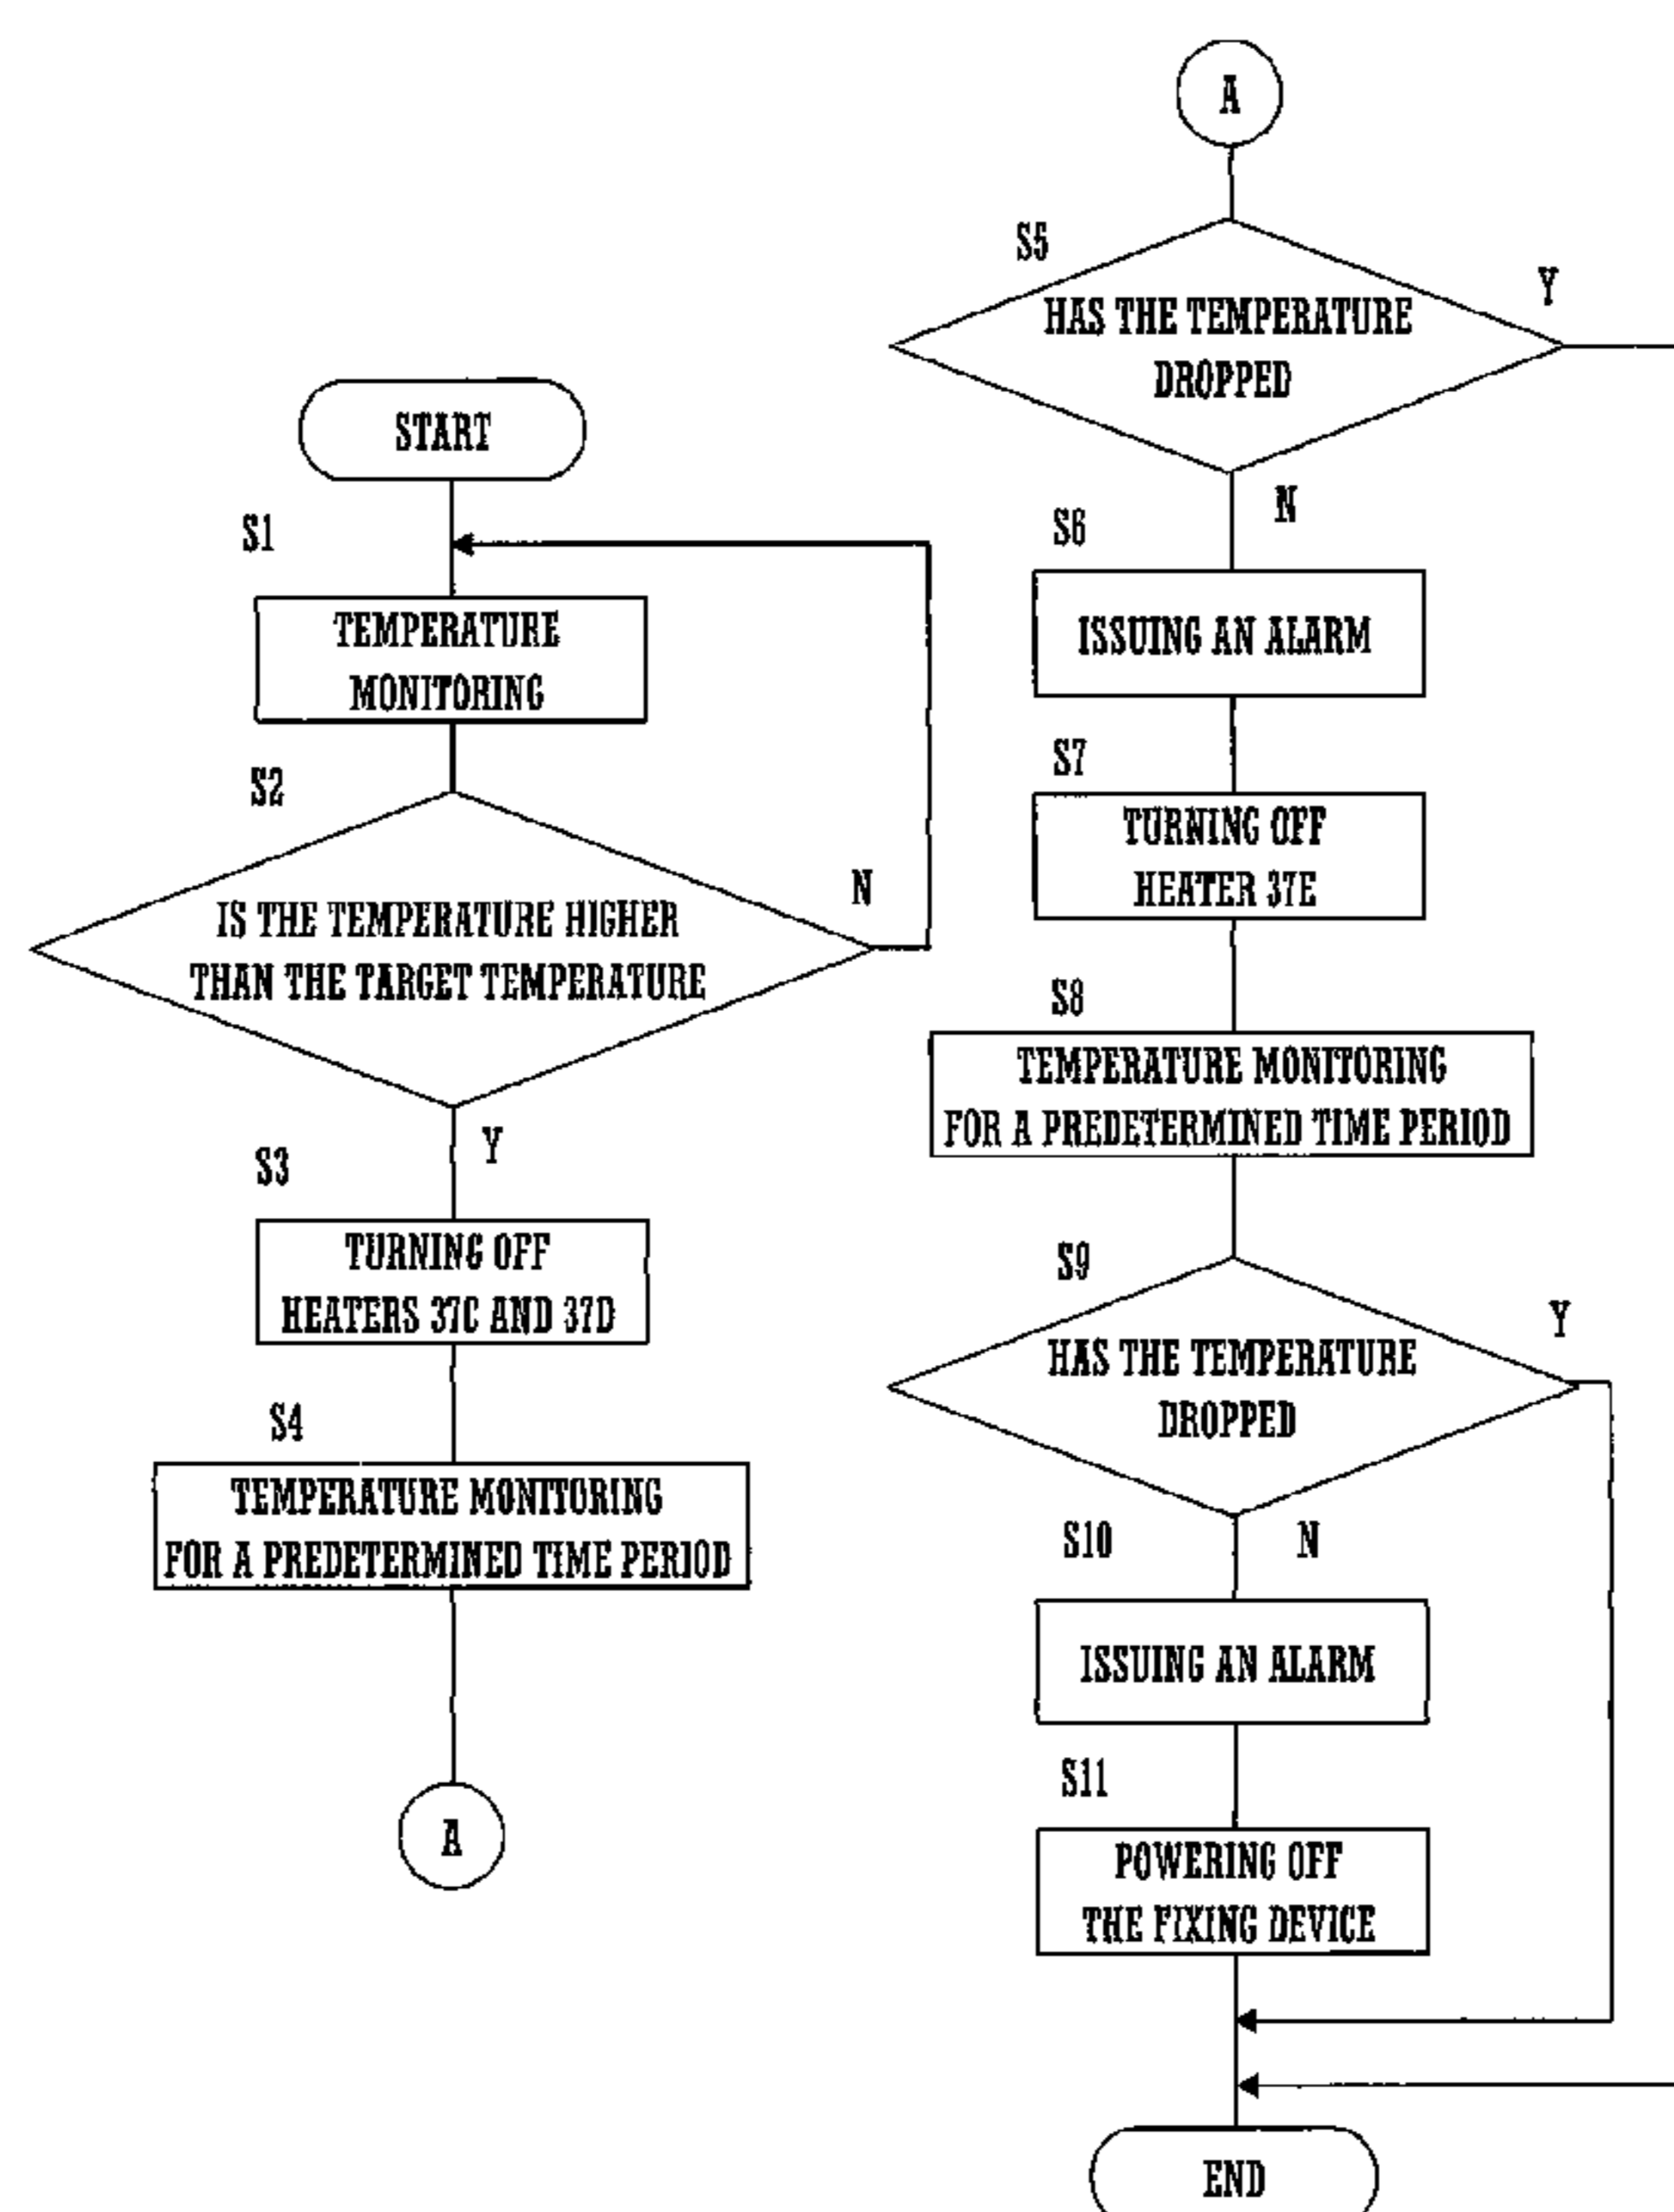 START
S1
TEMPERATURE
MONITORING
S2
IS THE TEMPERATURE HIGHER
THAN THE TARGET TEMPERATURE
N
Y
S3
TURNING OFF
HEATERS 37C AND 37D
S4
TEMPERATURE MONITORING
FOR A PREDETERMINED TIME PERIOD
A
A
S5
HAS THE TEMPERATURE
DROPPED
Y
N
S6
ISSUING AN ALARM
S7
TURNING OFF
HEATER 37E
S8
TEMPERATURE MONITORING
FOR A PREDETERMINED TIME PERIOD
S9
HAS THE TEMPERATURE
DROPPED
Y
N
S10
ISSUING AN ALARM
S11
POWERING OFF
THE FIXING DEVICE
END